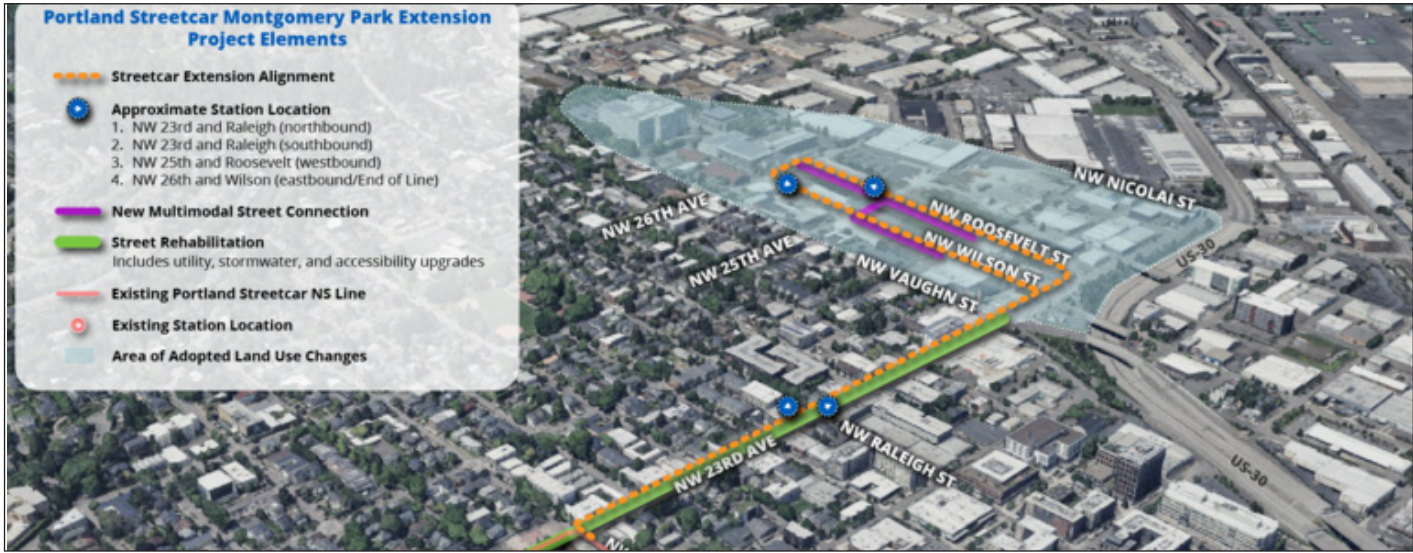 Portland Streetcar Montgomery Park Extension
Project Elements
Streetcar Extension Alignment
Approximate Station Location
1. NW 23rd and Raleigh (northbound)
2. NW 23rd and Raleigh (southbound)
3. NW 25th and Roosevelt (westbound)
4. NW 26th and Wilson (eastbound/End of Line)
New Multimodal Street Connection
Street Rehabilitation
Includes utility, stormwater, and accessibility upgrades
Existing Portland Streetcar NS Line
Existing Station Location
Area of Adopted Land Use Changes
NW NICOLAI ST
NW 26TH AVE
NW ROOSEVELT ST
NW 25TH AVE
NW WILSON ST
US-30
NW VAUGHN ST
NW RALEIGH ST
NW 23RD AVE
US-30